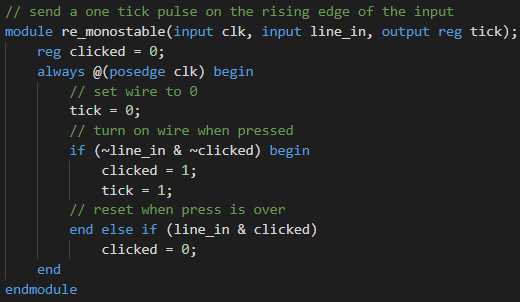 // send a one tick pulse on the rising edge of the input
module re_monostable(input clk, input line_in, output reg tick);
    reg clicked = 0;
    always @(posedge clk) begin
        // set wire to 0
        tick = 0;
        // turn on wire when pressed
        if (~line_in & ~clicked) begin
            clicked = 1;
            tick = 1;
        // reset when press is over
        end else if (line_in & clicked)
            clicked = 0;
    end
endmodule